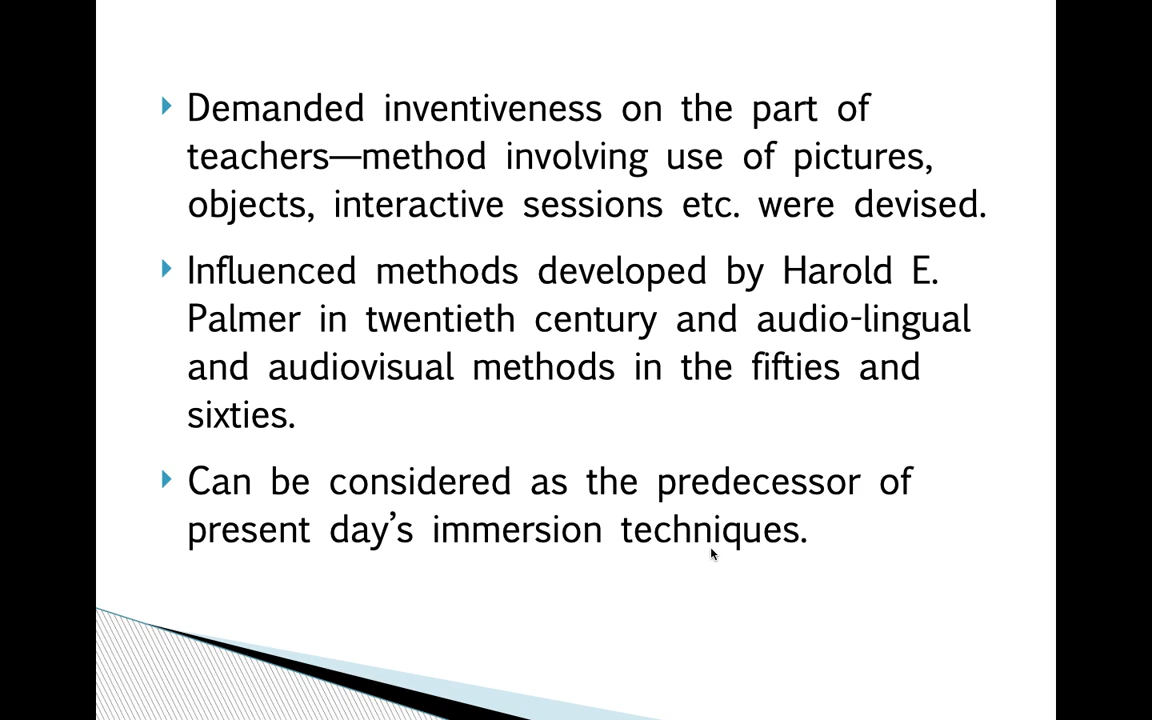 Demanded inventiveness on the part of
teachers—method involving use of pictures,
objects, interactive sessions etc. were devised.
Influenced methods developed by Harold E.
Palmer in twentieth century and audio-lingual
and audiovisual methods in the fifties and
sixties.
Can be considered as the predecessor of
present day’s immersion techniques.